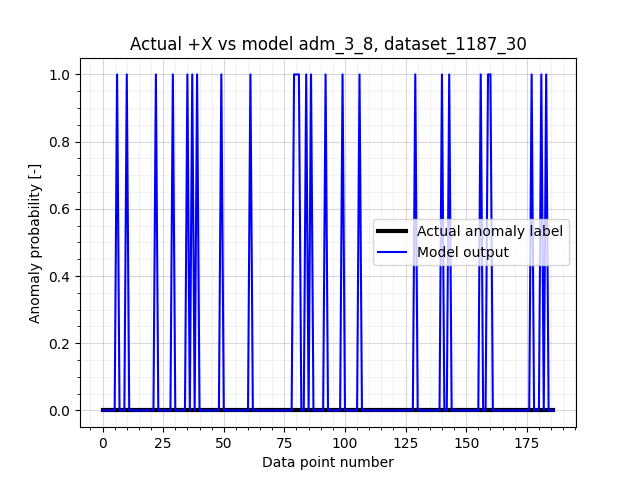 Actual +X vs model adm_3_8, dataset_1187_30
Anomaly probability [-]
1.0
0.8
0.6
0.4
0.2
0.0
Actual anomaly label
Model output
0 25 50 75 100 125 150 175
Data point number